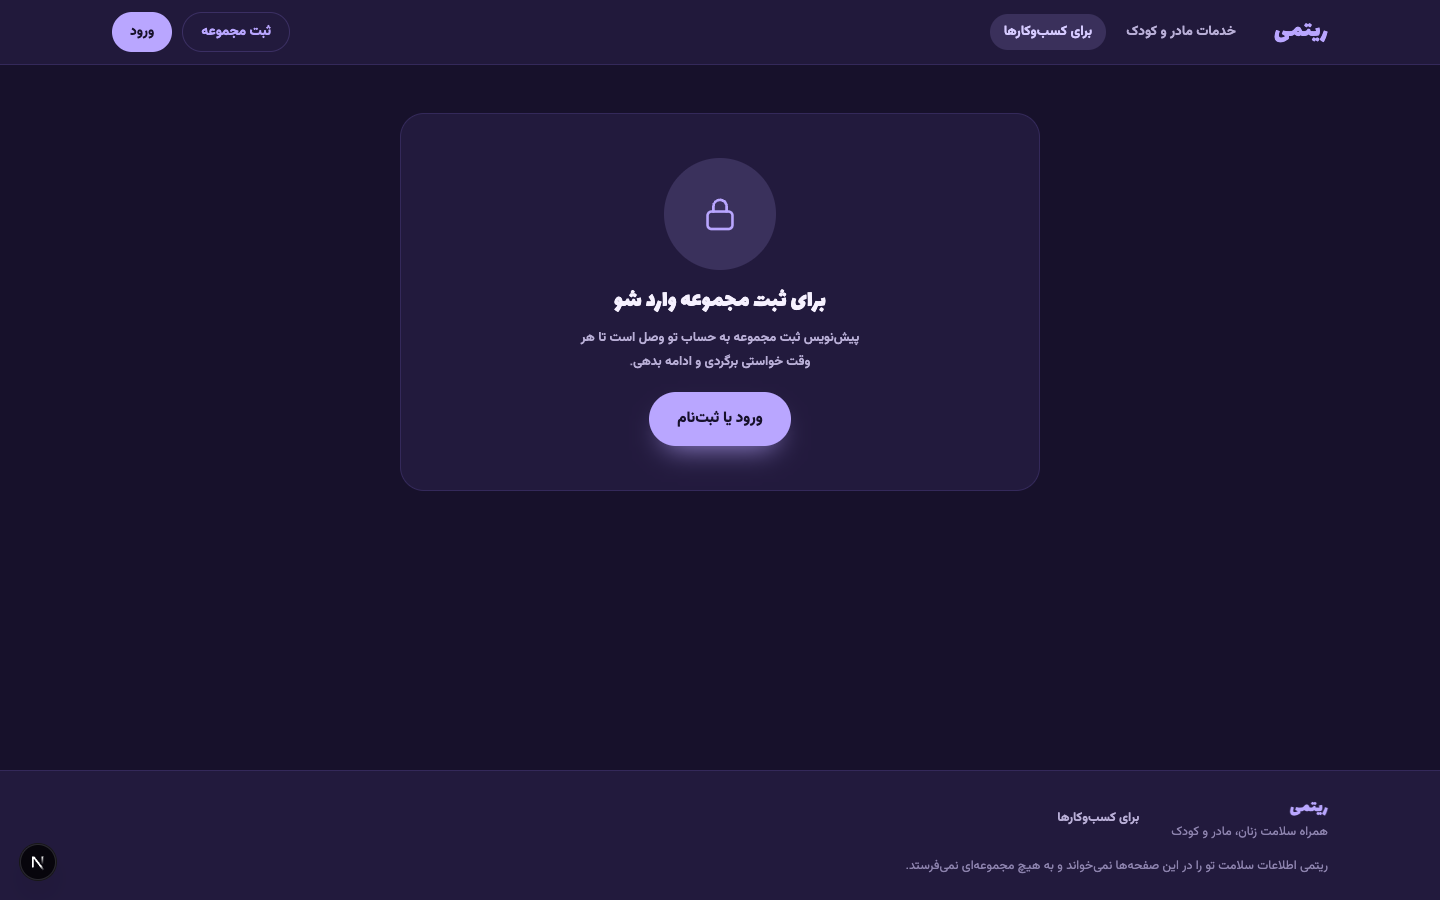 ریتمی
خدمات مادر و کودک
برای کسب‌وکارها
ثبت مجموعه
ورود
برای ثبت مجموعه وارد شو
پیش‌نویس ثبت مجموعه به حساب تو وصل است تا هر
وقت خواستی برگردی و ادامه بدهی.
ورود یا ثبت‌نام
ریتمی
همراه سلامت زنان، مادر و کودک
برای کسب‌وکارها
ریتمی اطلاعات سلامت تو را در این صفحه‌ها نمی‌خواند و به هیچ مجموعه‌ای نمی‌فرستد.
N